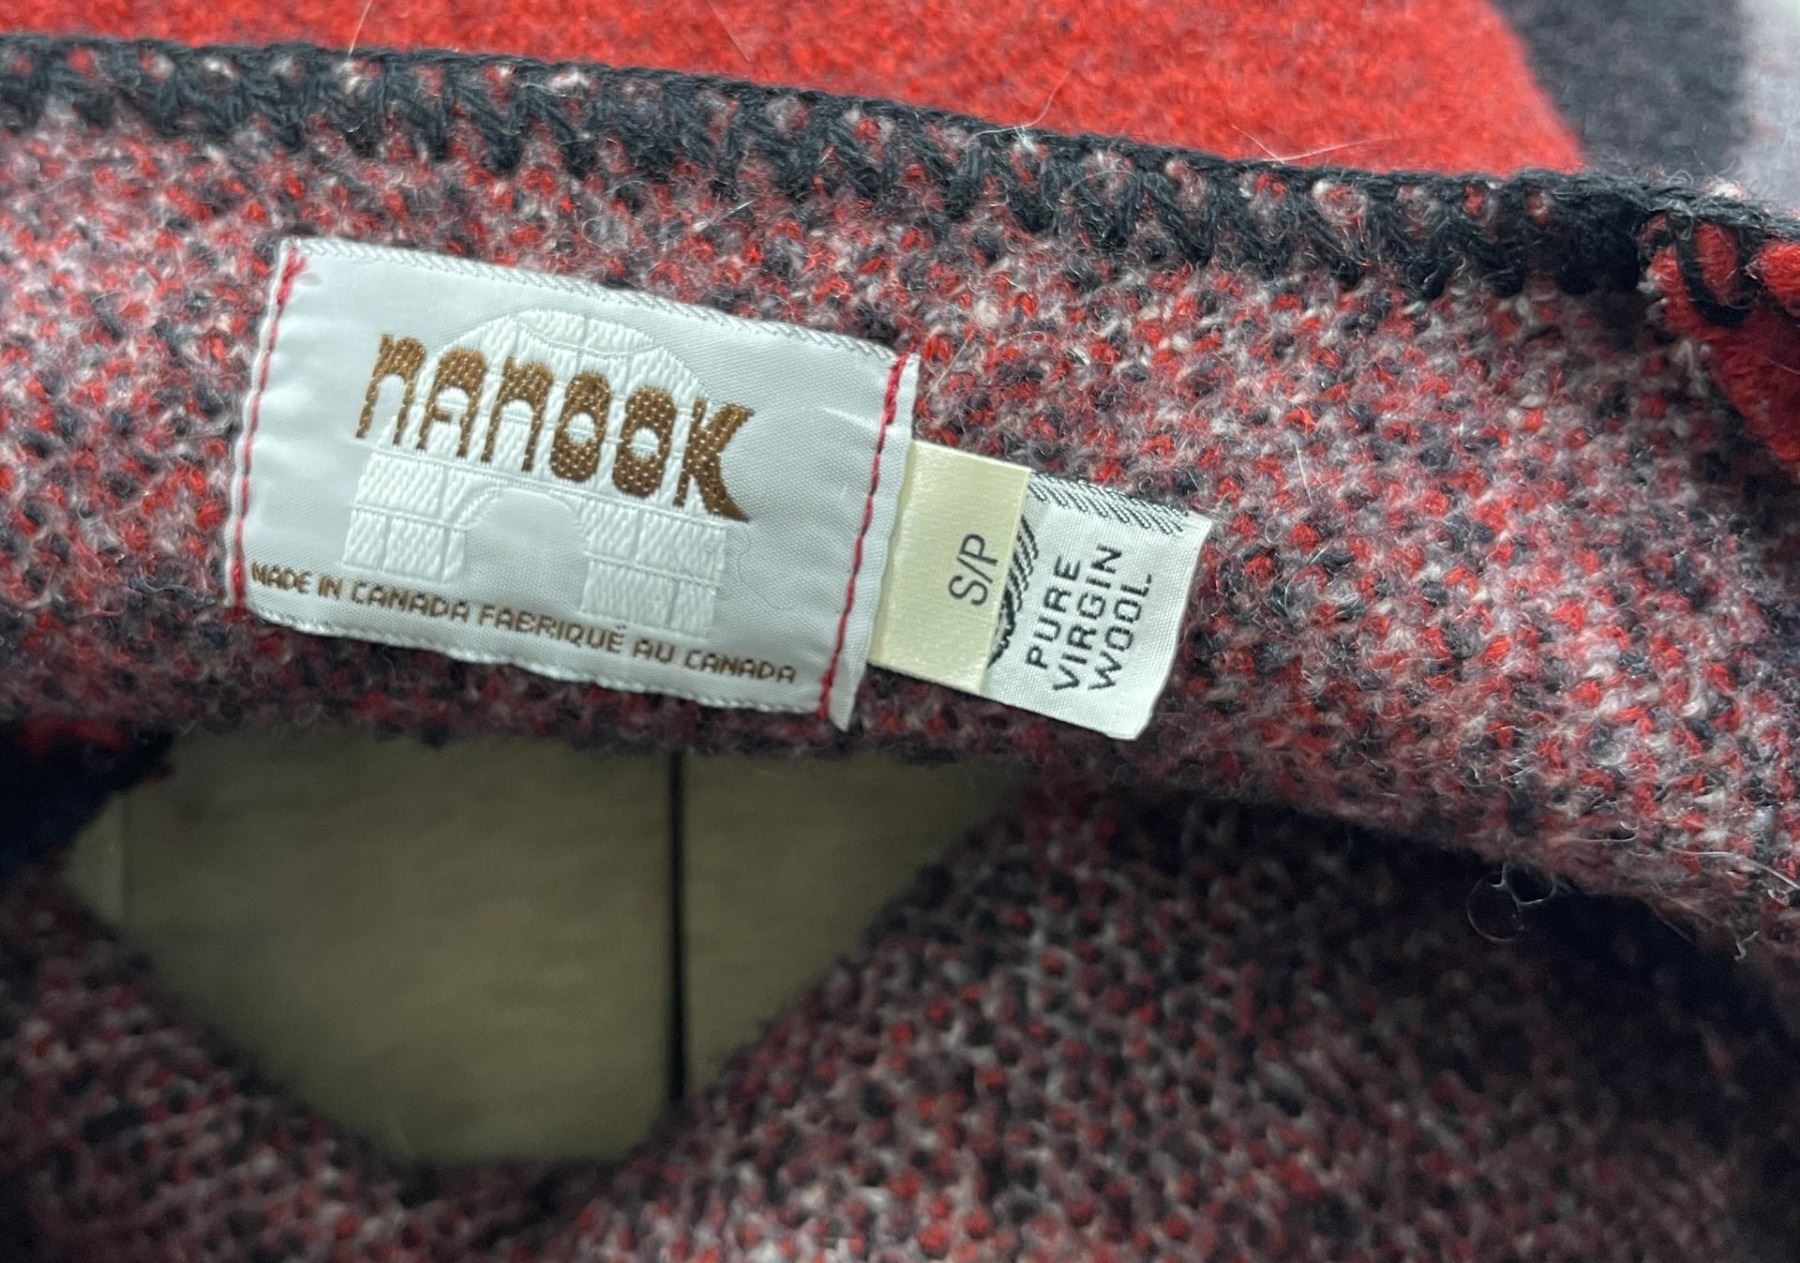 NANOOK
MADE IN CANADA FABRIQUÉ AU CANADA
S/P
PURE
VIRGIN
WOOL